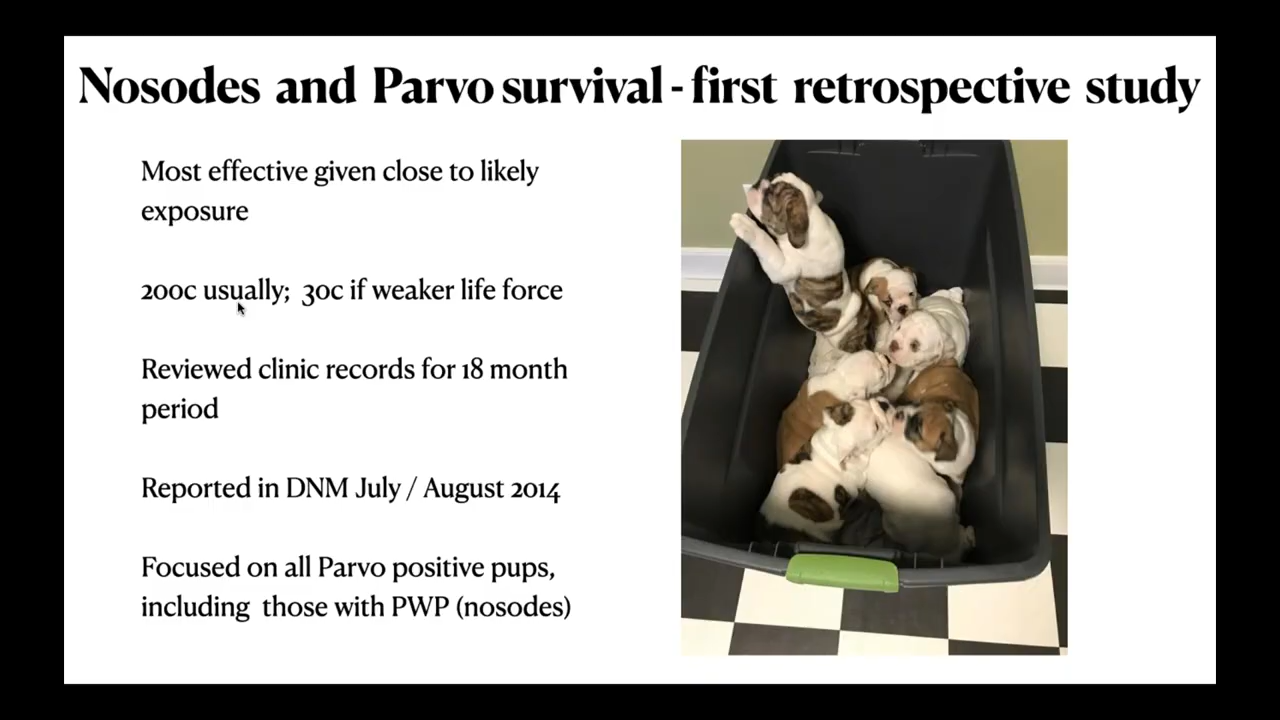 Nosodes and Parvo survival - first retrospective study
Most effective given close to likely
exposure
200c usually;  30c if weaker life force
Reviewed clinic records for 18 month
period
Reported in DNM July / August 2014
Focused on all Parvo positive pups,
including  those with PWP (nosodes)